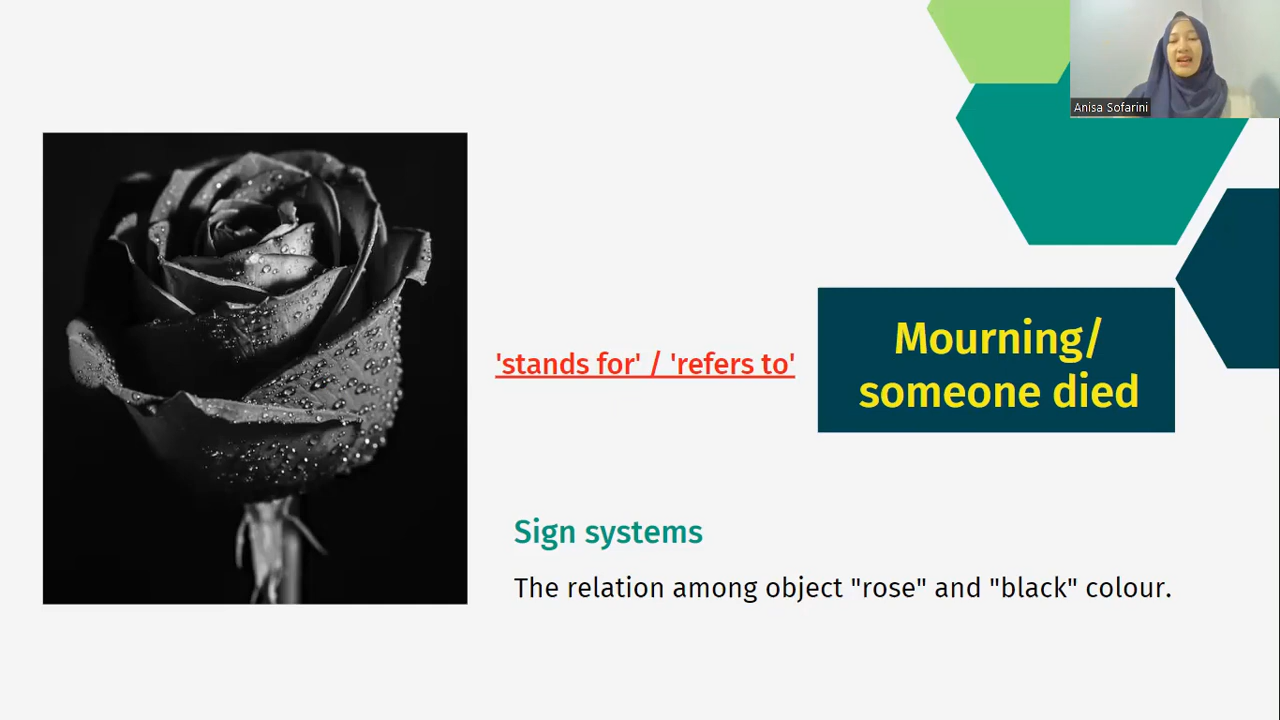 Anisa Sofarini
'stands for' / 'refers to'
Mourning/
someone died
Sign systems
The relation among object "rose" and "black" colour.